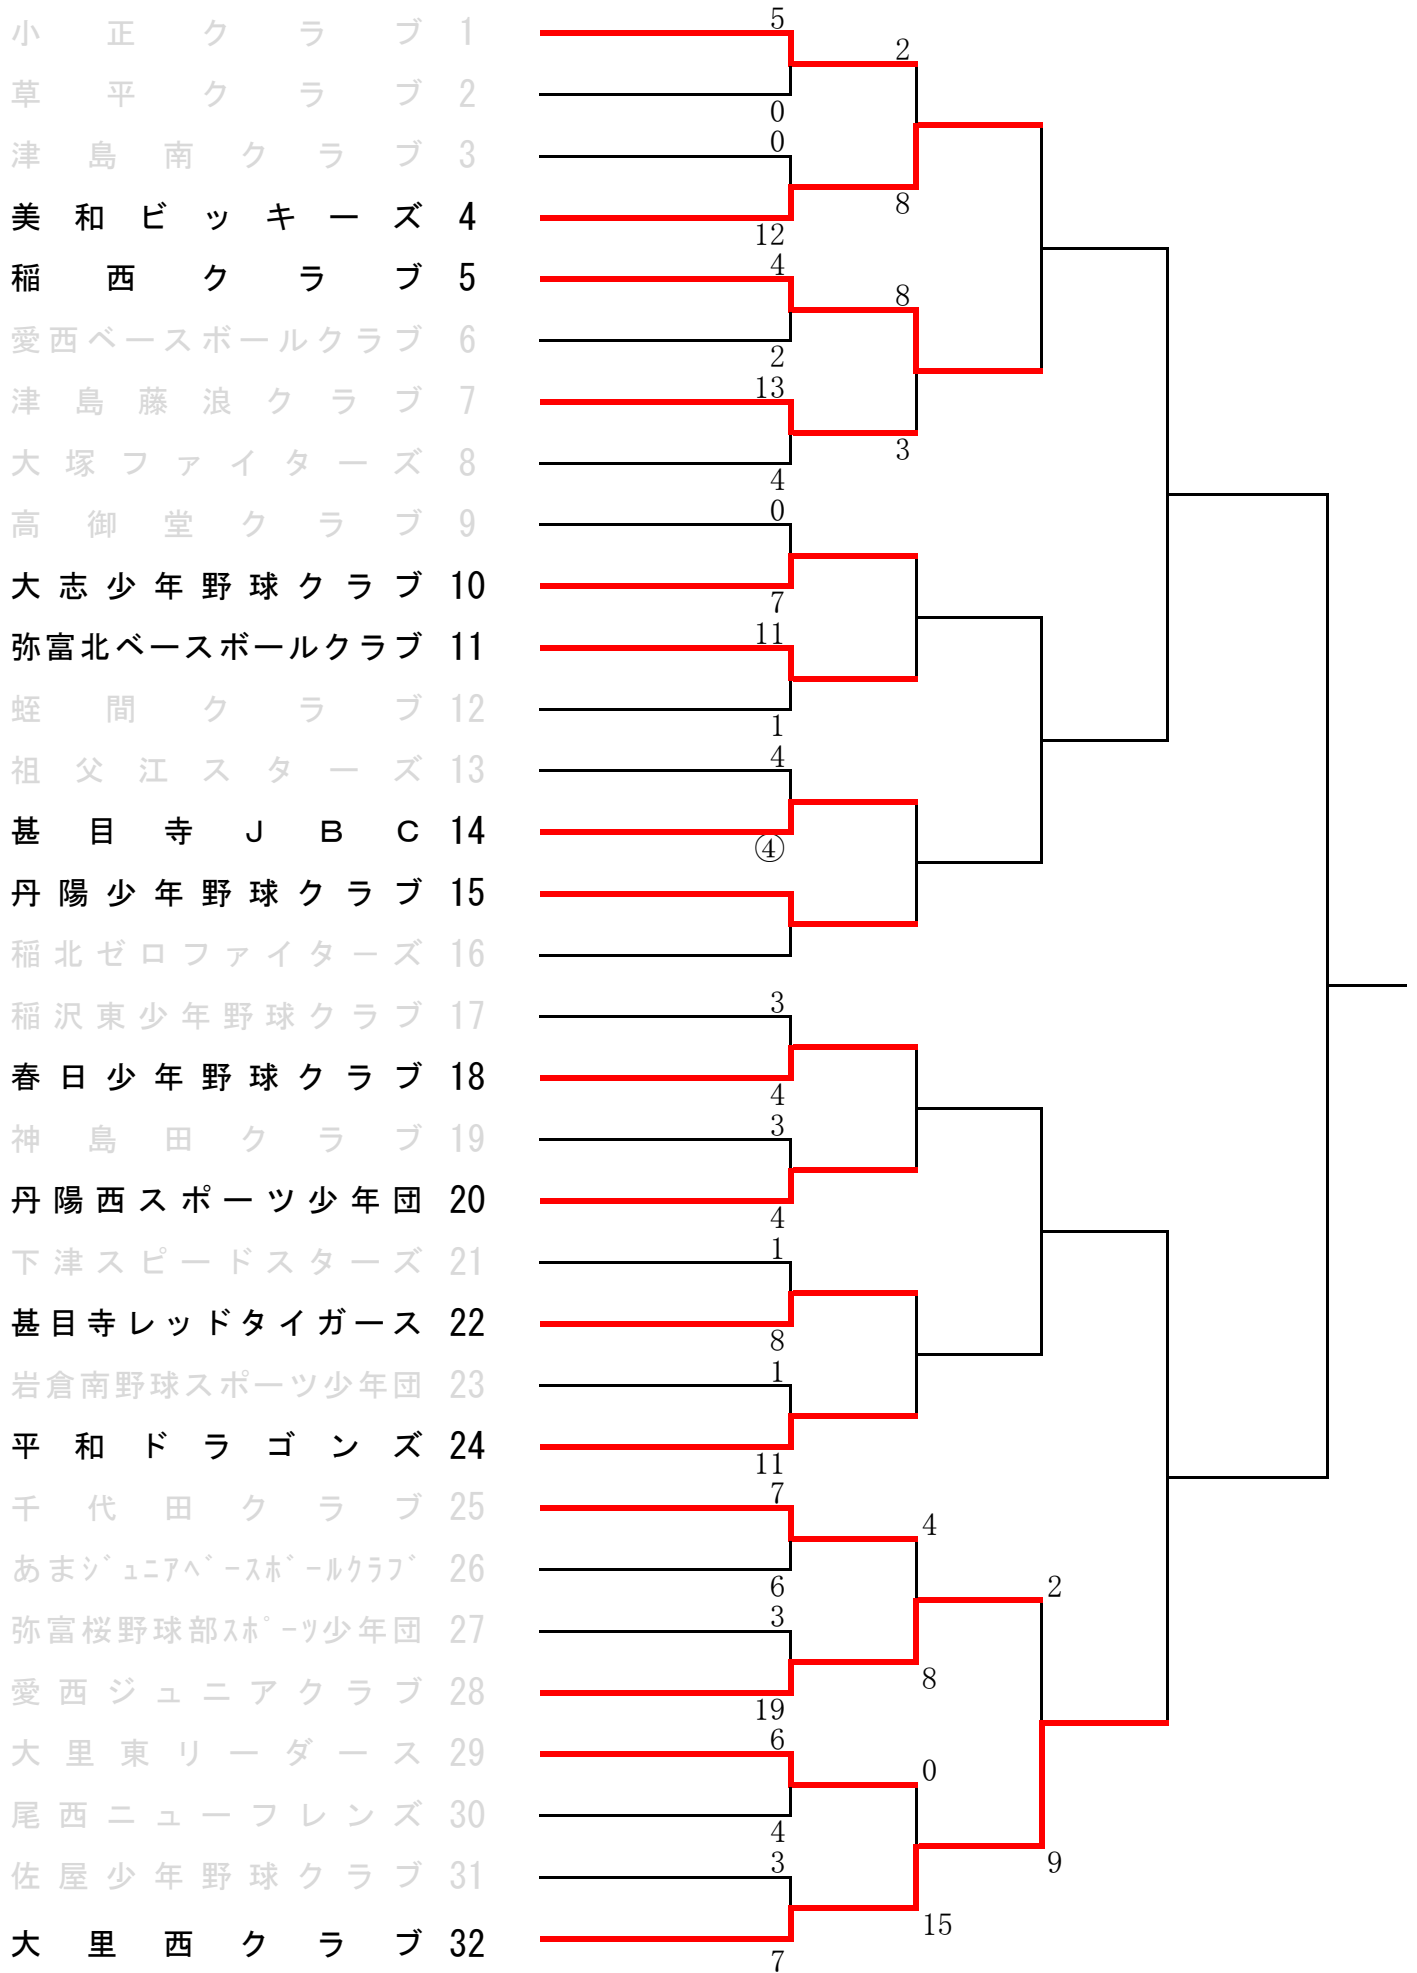 小正クラブ 1 5
2
草平クラブ 2 0
津島南クラブ 3 0
8
美和ビッキーズ 4 12
稲西クラブ 5 4
8
愛西ベースボールクラブ 6 2
津島藤浪クラブ 7 13
3
大塚ファイターズ 8 4
高御堂クラブ 9 0
大志少年野球クラブ 10 7
弥富北ベースボールクラブ 11 11
蛭間クラブ 12 1
祖父江スターズ 13 4
甚目寺JBC 14 ④
丹陽少年野球クラブ 15
稲北ゼロファイターズ 16
稲沢東少年野球クラブ 17 3
春日少年野球クラブ 18 4
神島田クラブ 19 3
丹陽西スポーツ少年団 20 4
下津スピードスターズ 21 1
甚目寺レッドタイガース 22 8
岩倉南野球スポーツ少年団 23 1
平和ドラゴンズ 24 11
千代田クラブ 25 7
4
あまジュニアベースボールクラブ 26 6
2
弥富桜野球部スポーツ少年団 27 3
8
愛西ジュニアクラブ 28 19
大里東リーダース 29 6
0
尾西ニューフレンズ 30 4
9
佐屋少年野球クラブ 31 3
15
大里西クラブ 32 7